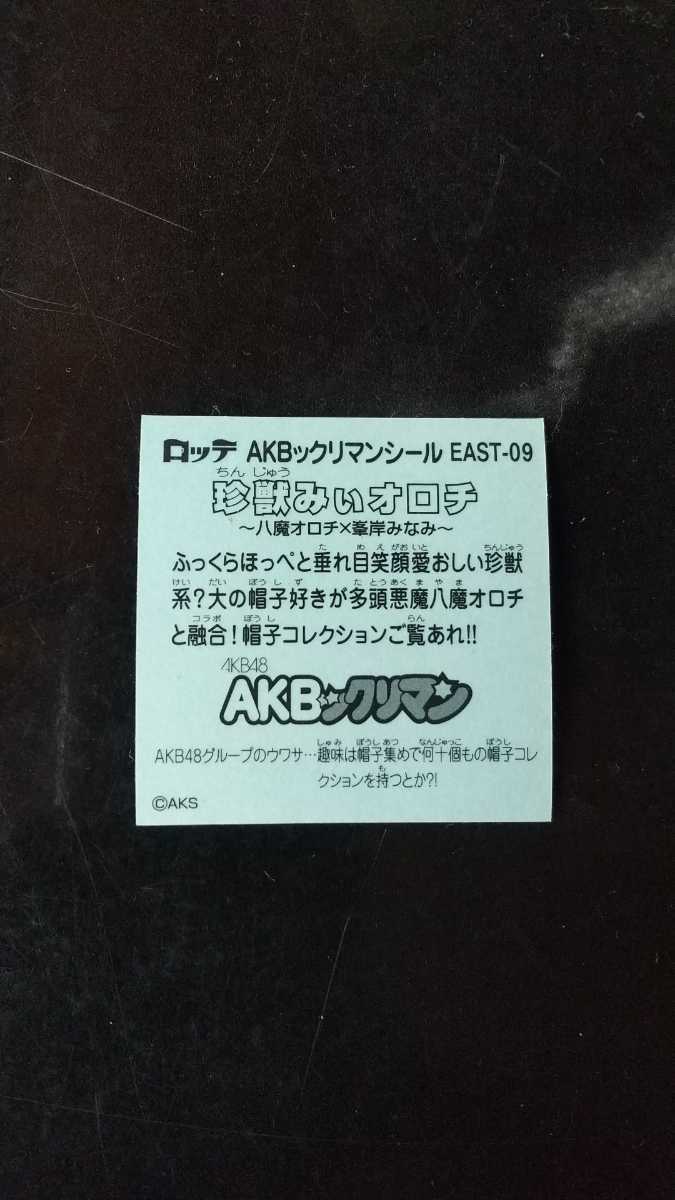 ロッテ AKBックリマンシール EAST-09
ちんじゅう
珍獣みぃオロチ
～八魔オロチ×峯岸みなみ～
た め えがお いと ちんじゅう
ふっくらほっぺと垂れ目笑顔愛おしい珍獣
けい だい ぼうし ず たとうあくま やま
系？大の帽子好きが多頭悪魔八魔オロチ
コラボ ぼうし らん
と融合！帽子コレクションご覧あれ!!
AKB48
AKBックリマン
しゅみ ぼうしあつ なんじゅっこ ぼうし
AKB48グループのウワサ…趣味は帽子集めで何十個もの帽子コレ
も
クションを持つとか?!
©AKS